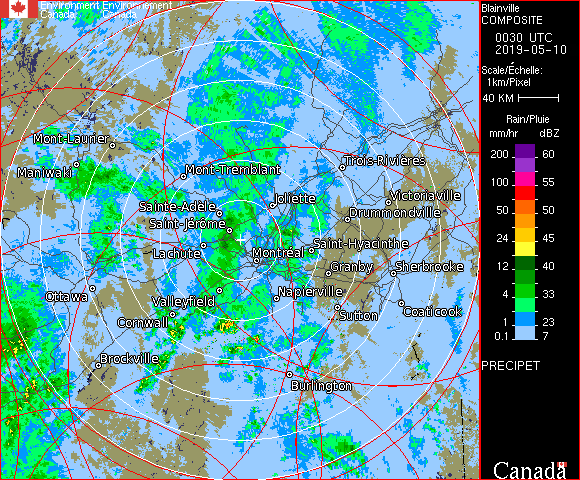 Environment Environnement
Canada Canada
Blainville
COMPOSITE
0030 UTC
2019-05-10
Scale/Échelle:
1km/Pixel
40 KM
Rain/Pluie
mm/hr dBZ
200 60
100 55
50 50
24 45
12 40
4 33
1 23
0.1 7
PRECIPET
Mont-Laurier
Maniwaki
Mont-Tremblant
Trois-Rivières
Sainte-Adele
Joliette
Victoriaville
Saint-Jérome
Drummondville
Lachute
Montréal
Saint-Hyacinthe
Granby
Sherbrooke
Ottawa
Valleyfield
Napierville
Coaticook
Cornwall
Sutton
Brockville
Burlington
Canada